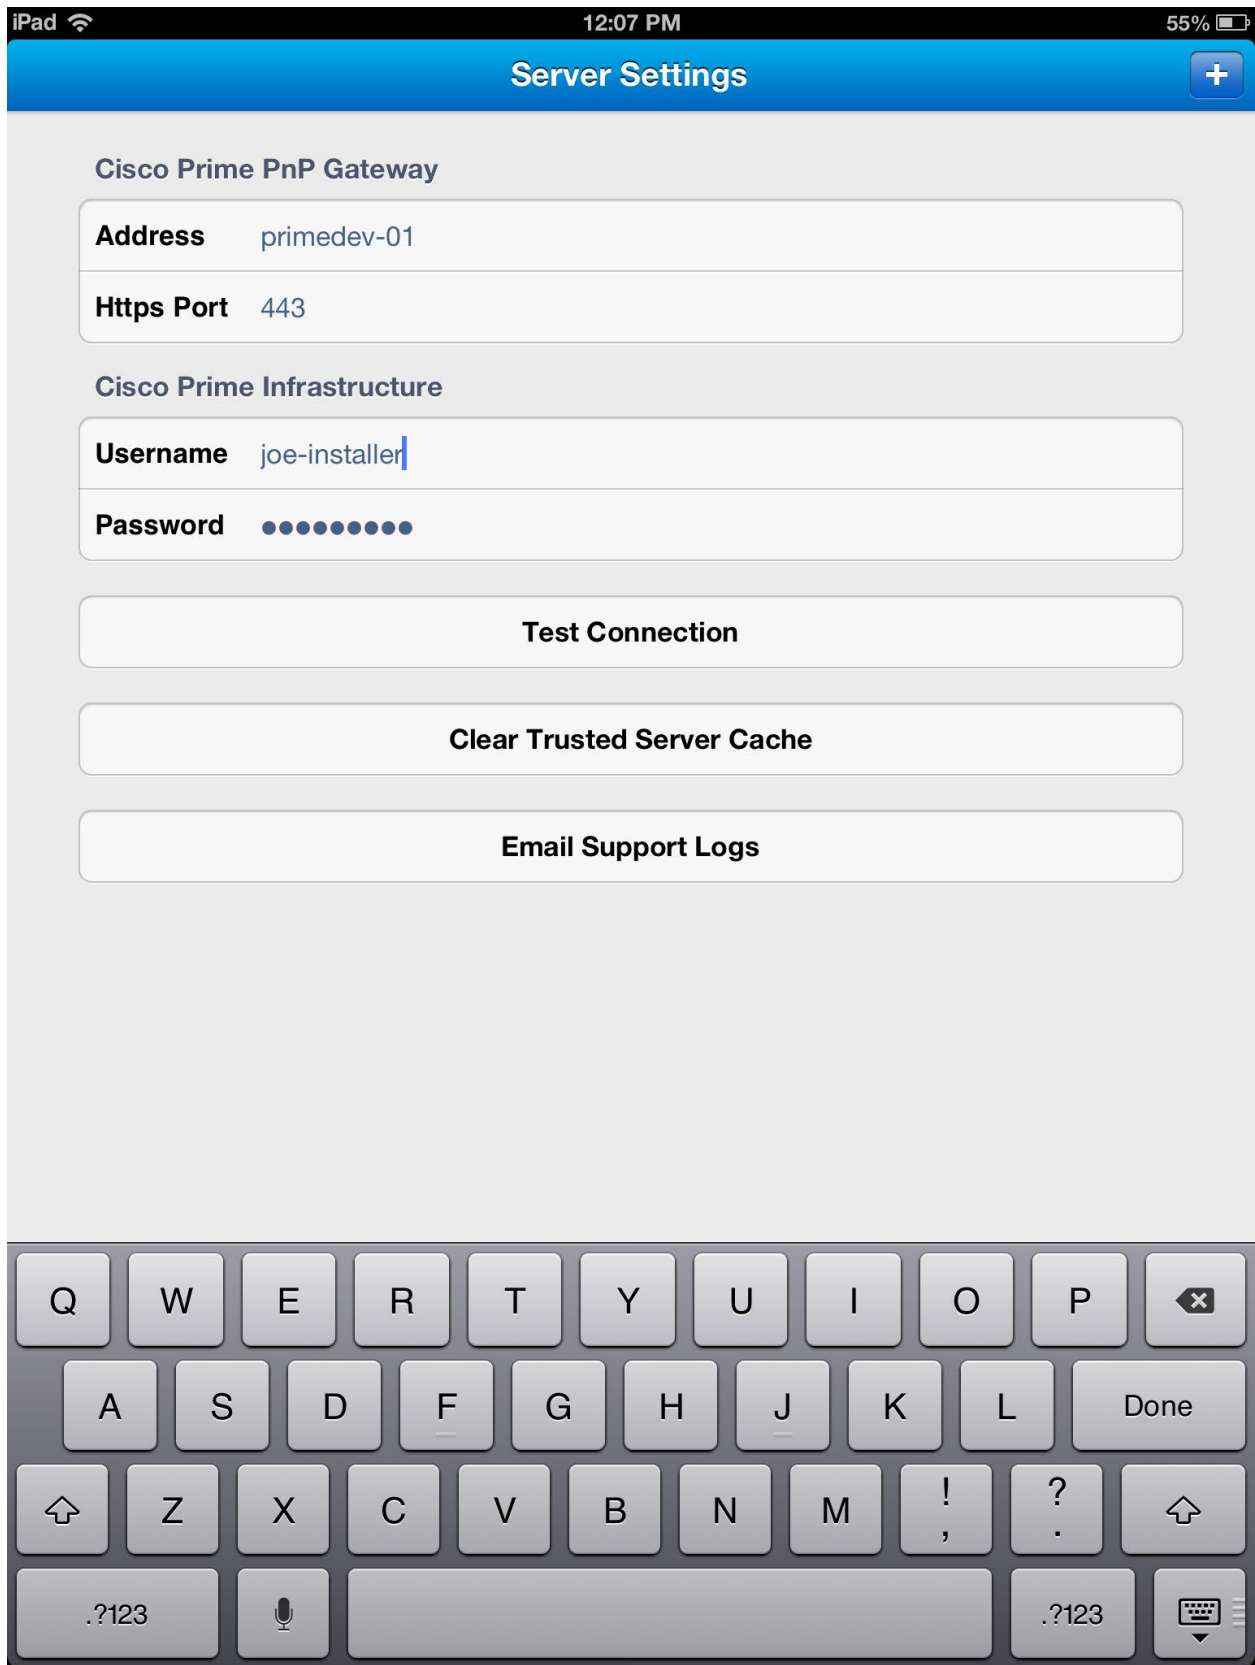 iPad 12:07 PM 55%
Server Settings +
Cisco Prime PnP Gateway
Address primedev-01
Https Port 443
Cisco Prime Infrastructure
Username joe-installer
Password ●●●●●●●●●
Test Connection
Clear Trusted Server Cache
Email Support Logs
Q W E R T Y U I O P
A S D F G H J K L Done
Z X C V B N M ! , ? .
.?123 .?123